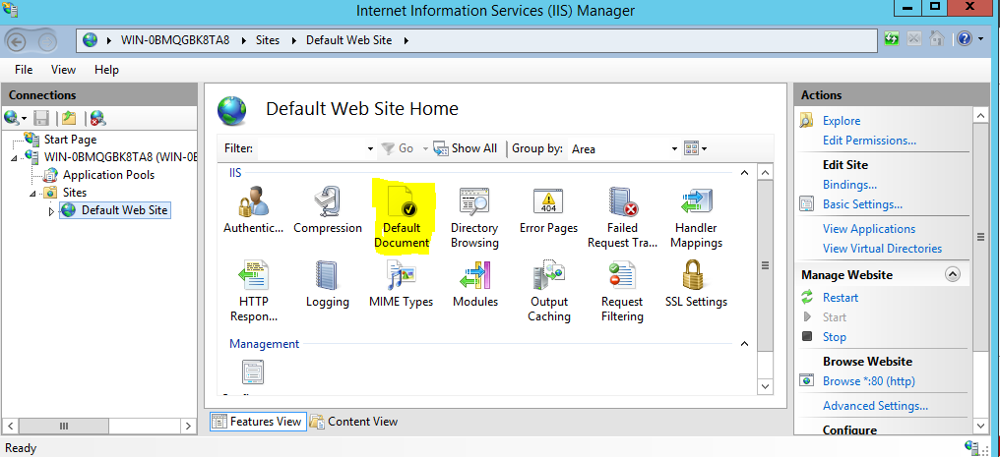 Internet Information Services (IIS) Manager
WIN-0BMQGBK8TA8 Sites Default Web Site
File View Help
Connections
Start Page
WIN-0BMQGBK8TA8 (WIN-0B
Application Pools
Sites
Default Web Site
Default Web Site Home
Filter: Go Show All Group by: Area
IIS
Authentic...
Compression
Default
Document
Directory
Browsing
Error Pages
404
Failed
Request Tra...
Handler
Mappings
HTTP
Respon...
Logging
MIME Types
Modules
Output
Caching
Request
Filtering
SSL Settings
Management
Features View Content View
Actions
Explore
Edit Permissions...
Edit Site
Bindings...
Basic Settings...
View Applications
View Virtual Directories
Manage Website
Restart
Start
Stop
Browse Website
Browse *:80 (http)
Advanced Settings...
Configure
Ready